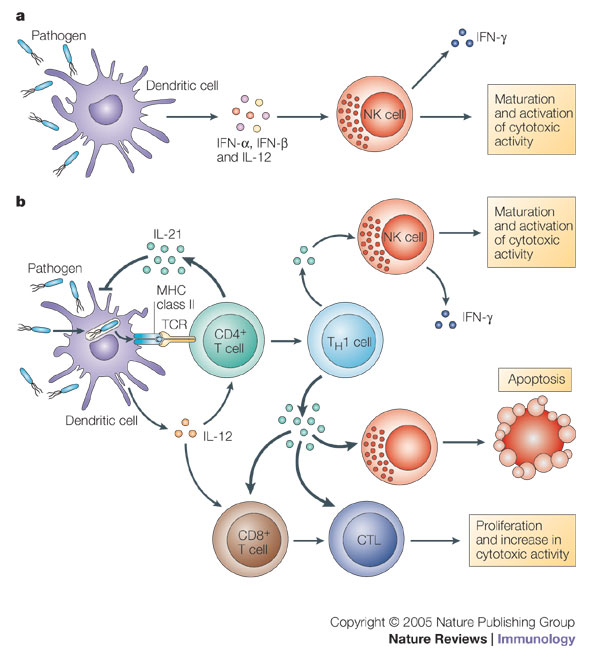 a
Pathogen
Dendritic cell
IFN-α, IFN-β
and IL-12
NK cell
IFN-γ
Maturation
and activation
of cytotoxic
activity
b
IL-21
Pathogen
MHC
class II
TCR
CD4⁺
T cell
Dendritic cell
IL-12
TH1 cell
NK cell
Maturation
and activation
of cytotoxic
activity
IFN-γ
Apoptosis
CD8⁺
T cell
CTL
Proliferation
and increase in
cytotoxic activity
Copyright © 2005 Nature Publishing Group
Nature Reviews | Immunology